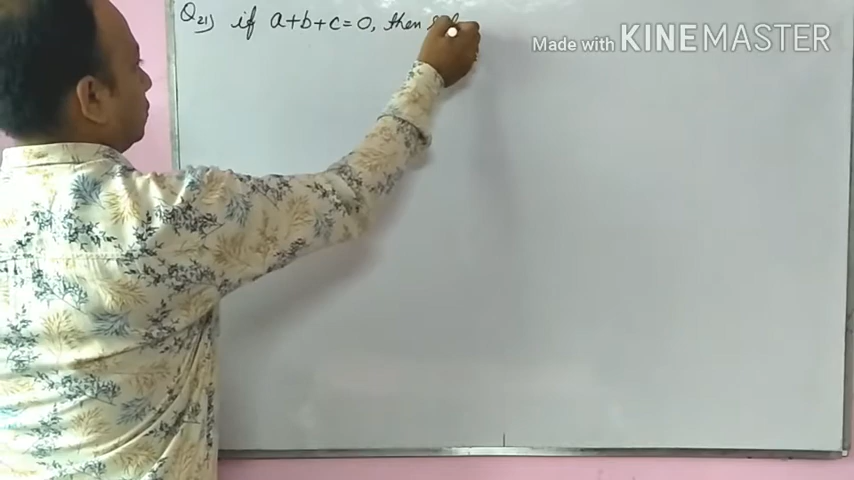 Q21) if a+b+c=0, then
Made with KINEMASTER